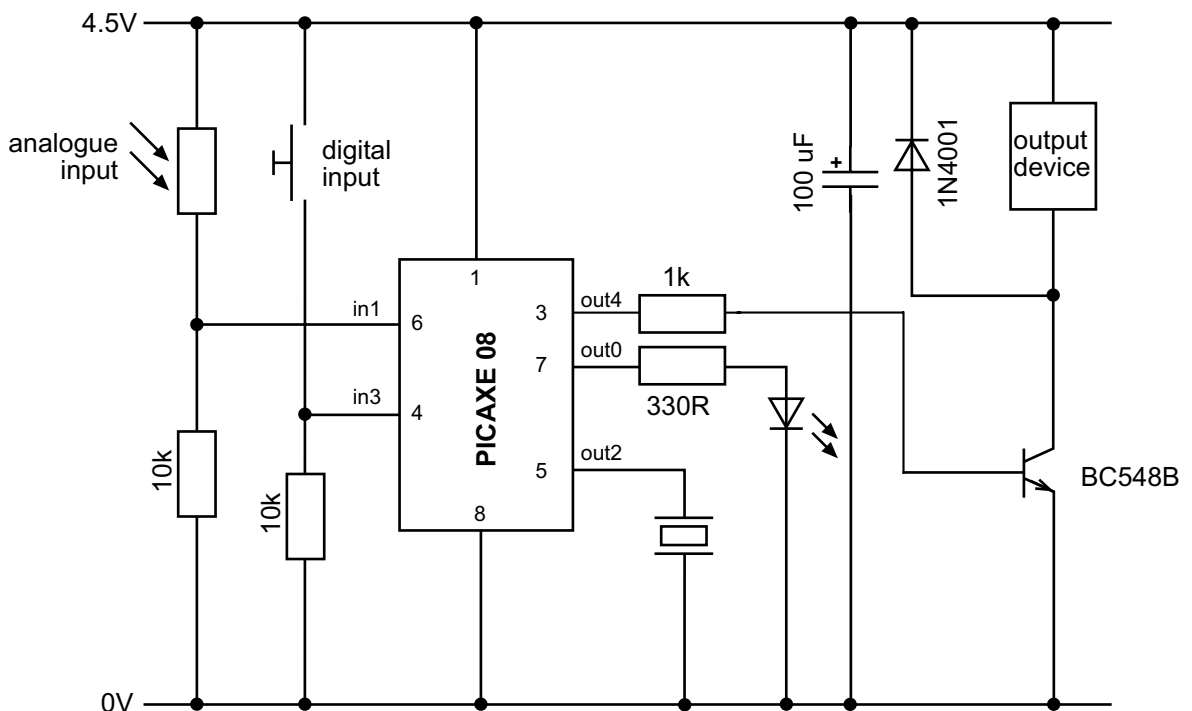 4.5V
analogue
input
digital
input
100 uF
+
1N4001
output
device
1
1k
in1
6
3
out4
out0
7
330R
in3
4
PICAXE 08
out2
5
10k
10k
8
BC548B
0V